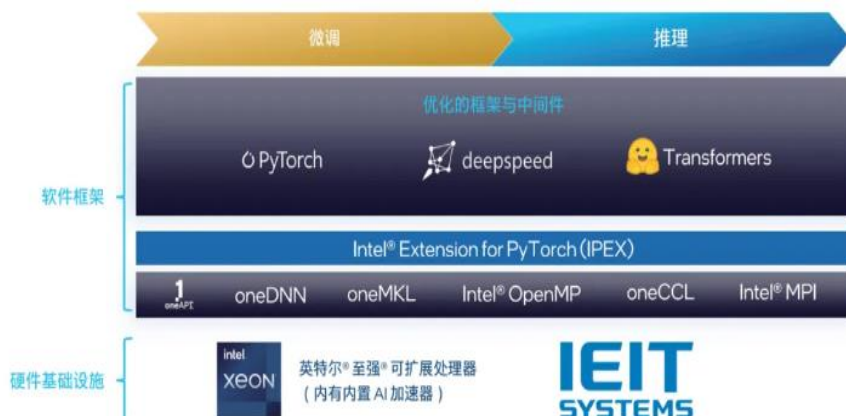 微调
推理
优化的框架与中间件
PyTorch
deepspeed
Transformers
软件框架
Intel® Extension for PyTorch (IPEX)
1 oneAPI
oneDNN
oneMKL
Intel® OpenMP
oneCCL
Intel® MPI
硬件基础设施
intel
XEON
英特尔® 至强® 可扩展处理器
（内有内置 AI 加速器）
IEIT
SYSTEMS